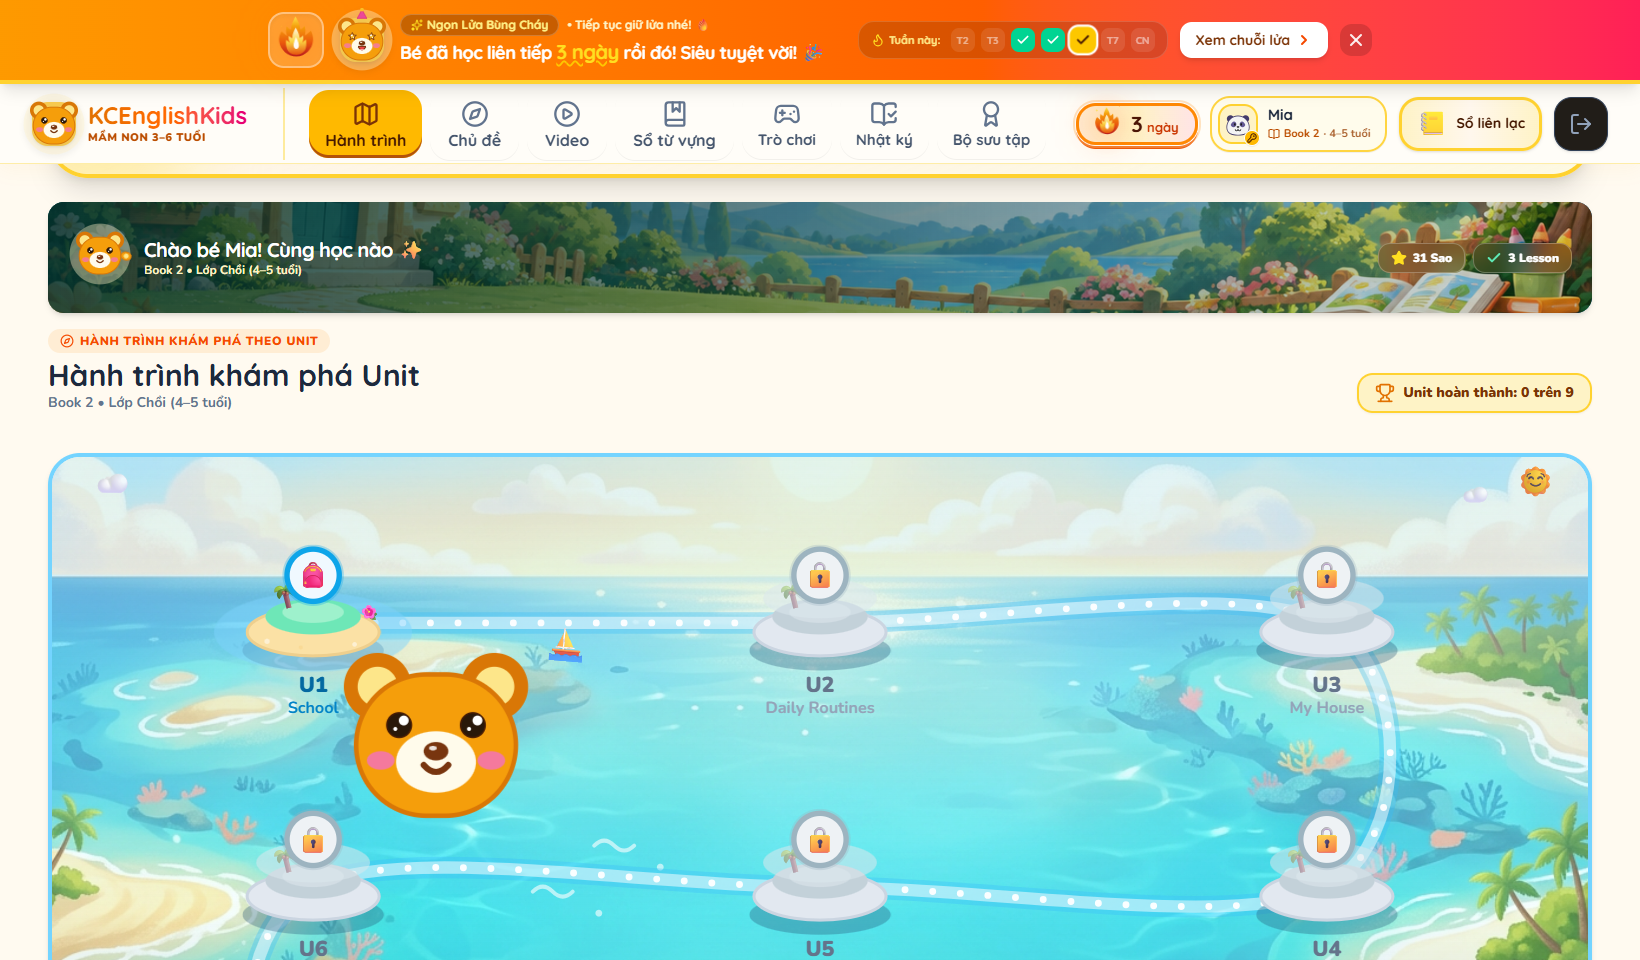 Ngọn Lửa Bùng Cháy
• Tiếp tục giữ lửa nhé!
Bé đã học liên tiếp 3 ngày rồi đó! Siêu tuyệt vời!
Tuần này: T2 T3 T7 CN
Xem chuỗi lửa
KCEnglishKids
MẦM NON 3–6 TUỔI
Hành trình
Chủ đề
Video
Sổ từ vựng
Trò chơi
Nhật ký
Bộ sưu tập
3 ngày
Mia
Book 2 · 4–5 tuổi
Sổ liên lạc
Chào bé Mia! Cùng học nào
Book 2 • Lớp Chồi (4–5 tuổi)
31 Sao
3 Lesson
HÀNH TRÌNH KHÁM PHÁ THEO UNIT
Hành trình khám phá Unit
Book 2 • Lớp Chồi (4–5 tuổi)
Unit hoàn thành: 0 trên 9
U1
School
U2
Daily Routines
U3
My House
U6
U5
U4